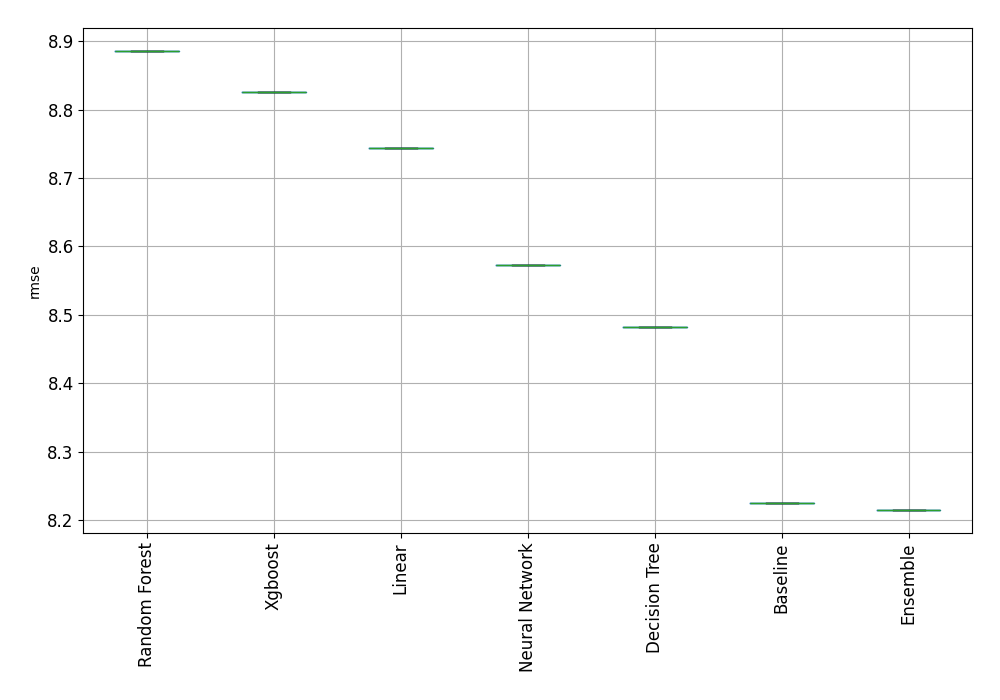 8.9
8.8
8.7
8.6
8.5
8.4
8.3
8.2
rmse
Random Forest
Xgboost
Linear
Neural Network
Decision Tree
Baseline
Ensemble